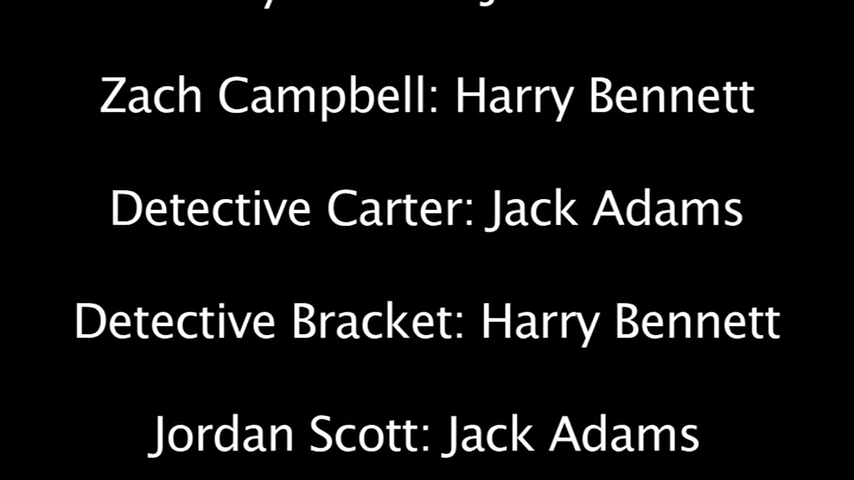 Zach Campbell: Harry Bennett
Detective Carter: Jack Adams
Detective Bracket: Harry Bennett
Jordan Scott: Jack Adams